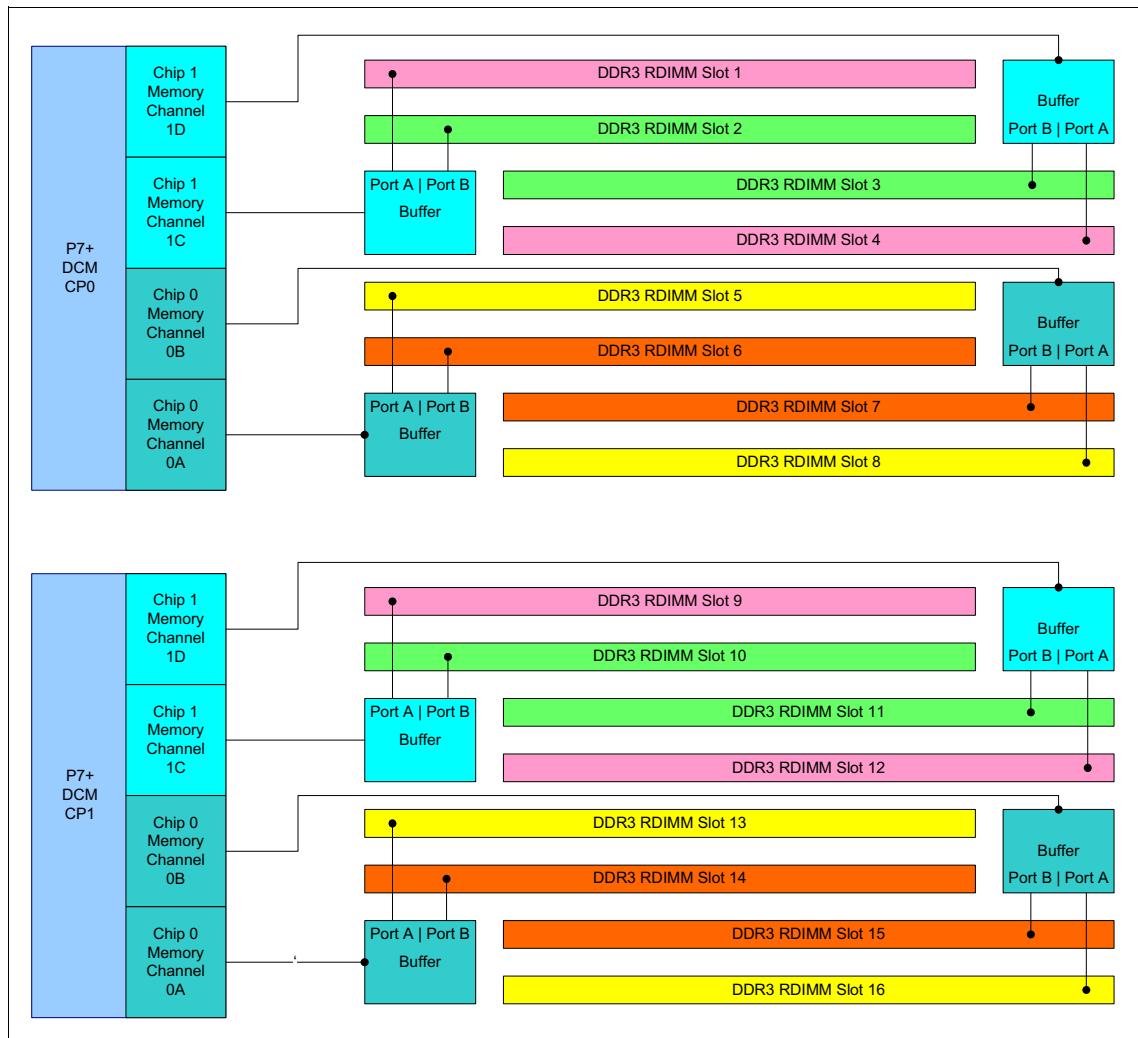 P7+
DCM
CP0
Chip 1
Memory
Channel
1D
Chip 1
Memory
Channel
1C
Chip 0
Memory
Channel
0B
Chip 0
Memory
Channel
0A
DDR3 RDIMM Slot 1
DDR3 RDIMM Slot 2
Port A | Port B
Buffer
Buffer
Port B | Port A
DDR3 RDIMM Slot 3
DDR3 RDIMM Slot 4
DDR3 RDIMM Slot 5
DDR3 RDIMM Slot 6
Port A | Port B
Buffer
Buffer
Port B | Port A
DDR3 RDIMM Slot 7
DDR3 RDIMM Slot 8
P7+
DCM
CP1
Chip 1
Memory
Channel
1D
Chip 1
Memory
Channel
1C
Chip 0
Memory
Channel
0B
Chip 0
Memory
Channel
0A
DDR3 RDIMM Slot 9
DDR3 RDIMM Slot 10
Port A | Port B
Buffer
Buffer
Port B | Port A
DDR3 RDIMM Slot 11
DDR3 RDIMM Slot 12
DDR3 RDIMM Slot 13
DDR3 RDIMM Slot 14
Port A | Port B
Buffer
Buffer
Port B | Port A
DDR3 RDIMM Slot 15
DDR3 RDIMM Slot 16